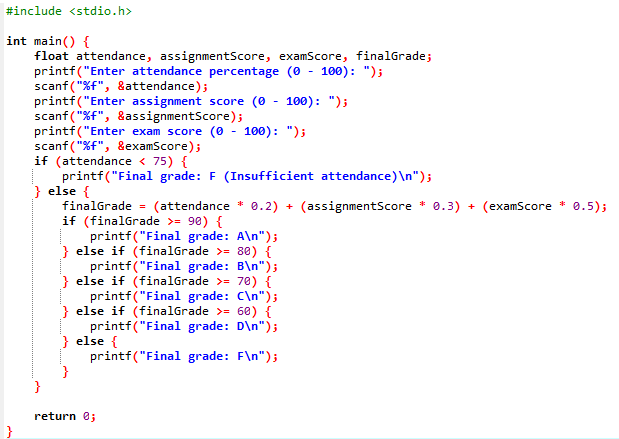 #include <stdio.h>

int main() {
    float attendance, assignmentScore, examScore, finalGrade;
    printf("Enter attendance percentage (0 - 100): ");
    scanf("%f", &attendance);
    printf("Enter assignment score (0 - 100): ");
    scanf("%f", &assignmentScore);
    printf("Enter exam score (0 - 100): ");
    scanf("%f", &examScore);
    if (attendance < 75) {
        printf("Final grade: F (Insufficient attendance)\n");
    } else {
        finalGrade = (attendance * 0.2) + (assignmentScore * 0.3) + (examScore * 0.5);
        if (finalGrade >= 90) {
            printf("Final grade: A\n");
        } else if (finalGrade >= 80) {
            printf("Final grade: B\n");
        } else if (finalGrade >= 70) {
            printf("Final grade: C\n");
        } else if (finalGrade >= 60) {
            printf("Final grade: D\n");
        } else {
            printf("Final grade: F\n");
        }
    }

    return 0;
}